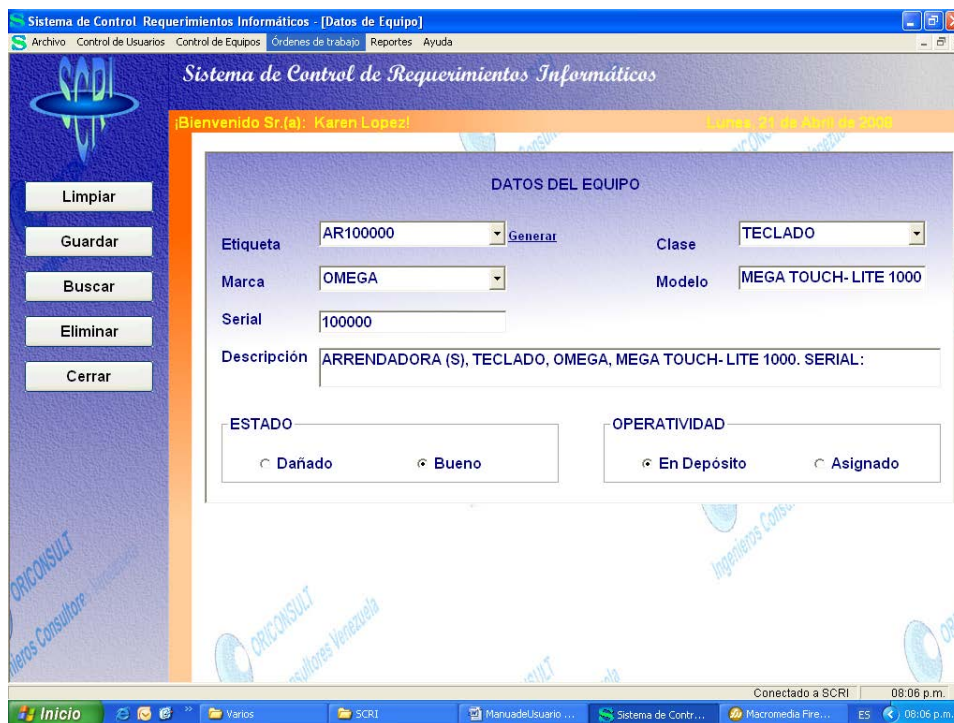 Sistema de Control Requerimientos Informáticos - [Datos de Equipo]
Archivo Control de Usuarios Control de Equipos Órdenes de trabajo Reportes Ayuda
SCRI
Sistema de Control de Requerimientos Informáticos
¡Bienvenido Sr.(a): Karen Lopez! Lunes, 21 de Abril de 2008
DATOS DEL EQUIPO
Limpiar
Guardar
Buscar
Eliminar
Cerrar
Etiqueta AR100000 Generar Clase TECLADO
Marca OMEGA Modelo MEGA TOUCH- LITE 1000
Serial 100000
Descripción ARRENDADORA (S), TECLADO, OMEGA, MEGA TOUCH- LITE 1000. SERIAL:
ESTADO OPERATIVIDAD
Dañado Bueno En Depósito Asignado
ORICONSULT
Ingenieros Consultores
ORICONSULT
Consultores Venezuela
Conectado a SCRI 08:06 p.m.
Inicio Varios SCRI ManuadeUsuario ... Sistema de Contr... Macromedia Fire... ES 08:06 p.m.